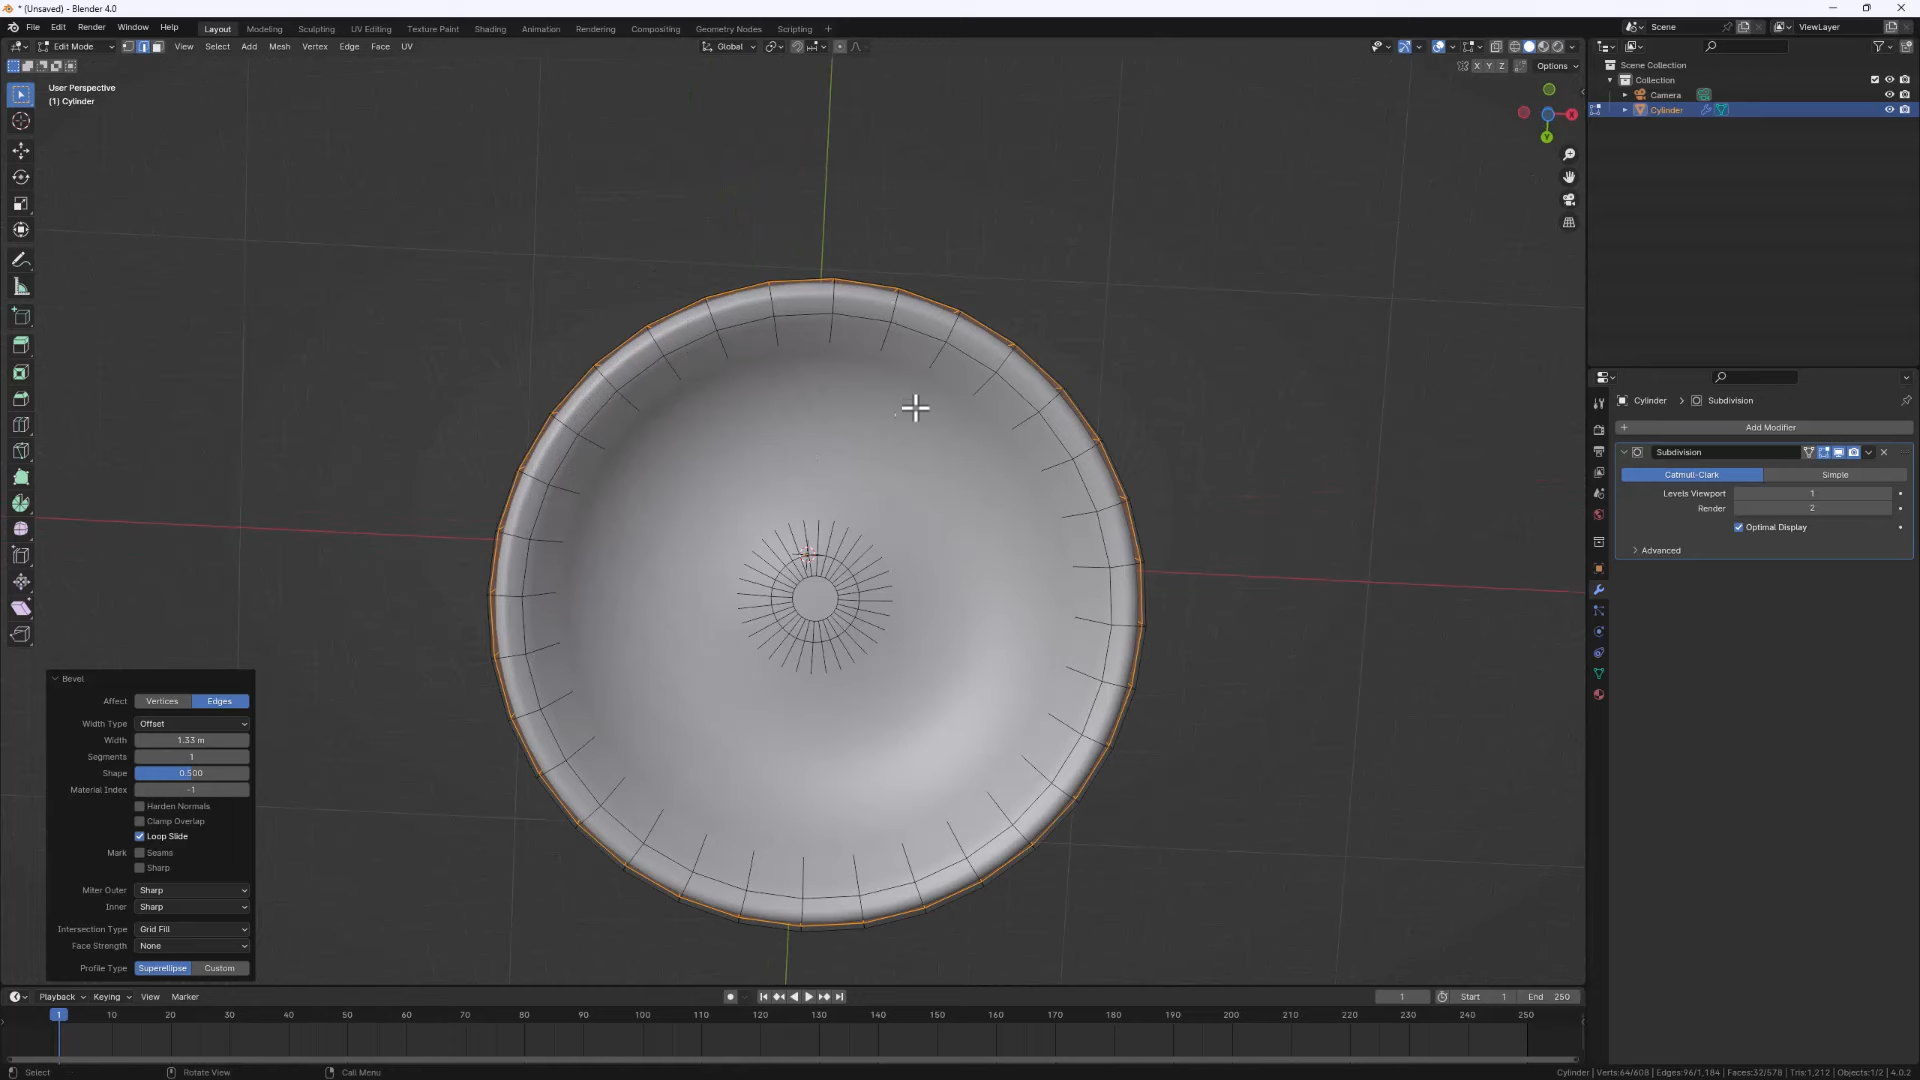 * (Unsaved) - Blender 4.0
File Edit Render Window Help Layout Modeling Sculpting UV Editing Texture Paint Shading Animation Rendering Compositing Geometry Nodes Scripting + Scene ViewLayer
Edit Mode View Select Add Mesh Vertex Edge Face UV Global
X Y Z Options
User Perspective
(1) Cylinder
X
Y
Scene Collection
Collection
Camera
Cylinder
Cylinder > Subdivision
+ Add Modifier
Subdivision
Catmull-Clark Simple
Levels Viewport 1
Render 2
Optimal Display
Advanced
Bevel
Affect Vertices Edges
Width Type Offset
Width 1.33 m
Segments 1
Shape 0.500
Material Index -1
Harden Normals
Clamp Overlap
Loop Slide
Mark Seams
Sharp
Miter Outer Sharp
Inner Sharp
Intersection Type Grid Fill
Face Strength None
Profile Type Superellipse Custom
Playback Keying View Marker 1 Start 1 End 250
1 10 20 30 40 50 60 70 80 90 100 110 120 130 140 150 160 170 180 190 200 210 220 230 240 250
Select Rotate View Call Menu Cylinder | Verts:64/608 | Edges:96/1,184 | Faces:32/578 | Tris:1,212 | Objects:1/2 | 4.0.2